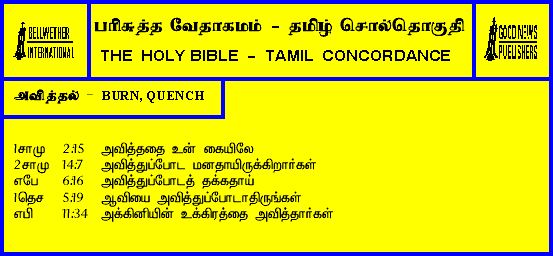 BELLWETHER
INTERNATIONAL
பரிசுத்த வேதாகமம் - தமிழ் சொல்தொகுதி
THE HOLY BIBLE - TAMIL CONCORDANCE
GOOD NEWS
PUBLISHERS
அவித்தல் - BURN, QUENCH
1சாமு 2:15 அவித்ததை உன் கையிலே
2சாமு 14:7 அவித்துப்போட மனதாயிருக்கிறார்கள்
எபே 6:16 அவித்துப்போடத் தக்கதாய்
1தெச 5:19 ஆவியை அவித்துப்போடாதிருங்கள்
எபி 11:34 அக்கினியின் உக்கிரத்தை அவித்தார்கள்